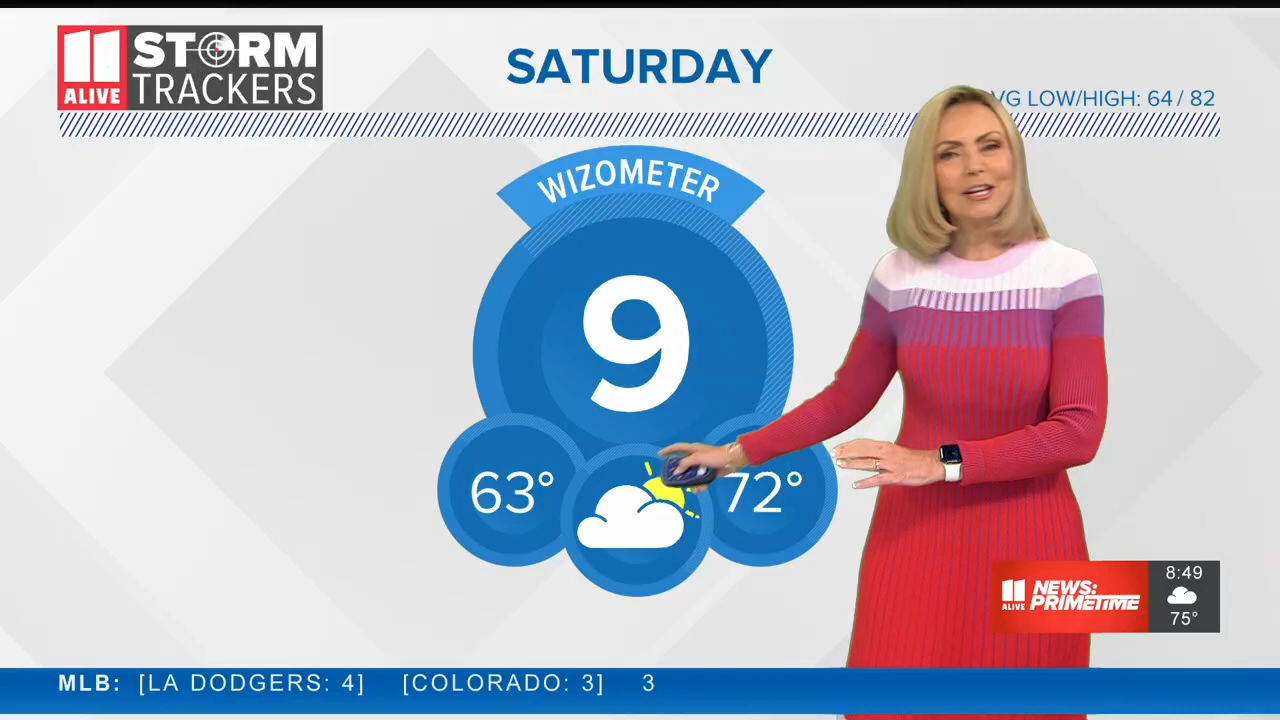 11 ALIVE
STORM
TRACKERS
SATURDAY
VG LOW/HIGH: 64 / 82
WIZOMETER
9
63°
72°
11 ALIVE
NEWS:
PRIMETIME
8:49
75°
MLB: [LA DODGERS: 4] [COLORADO: 3] 3